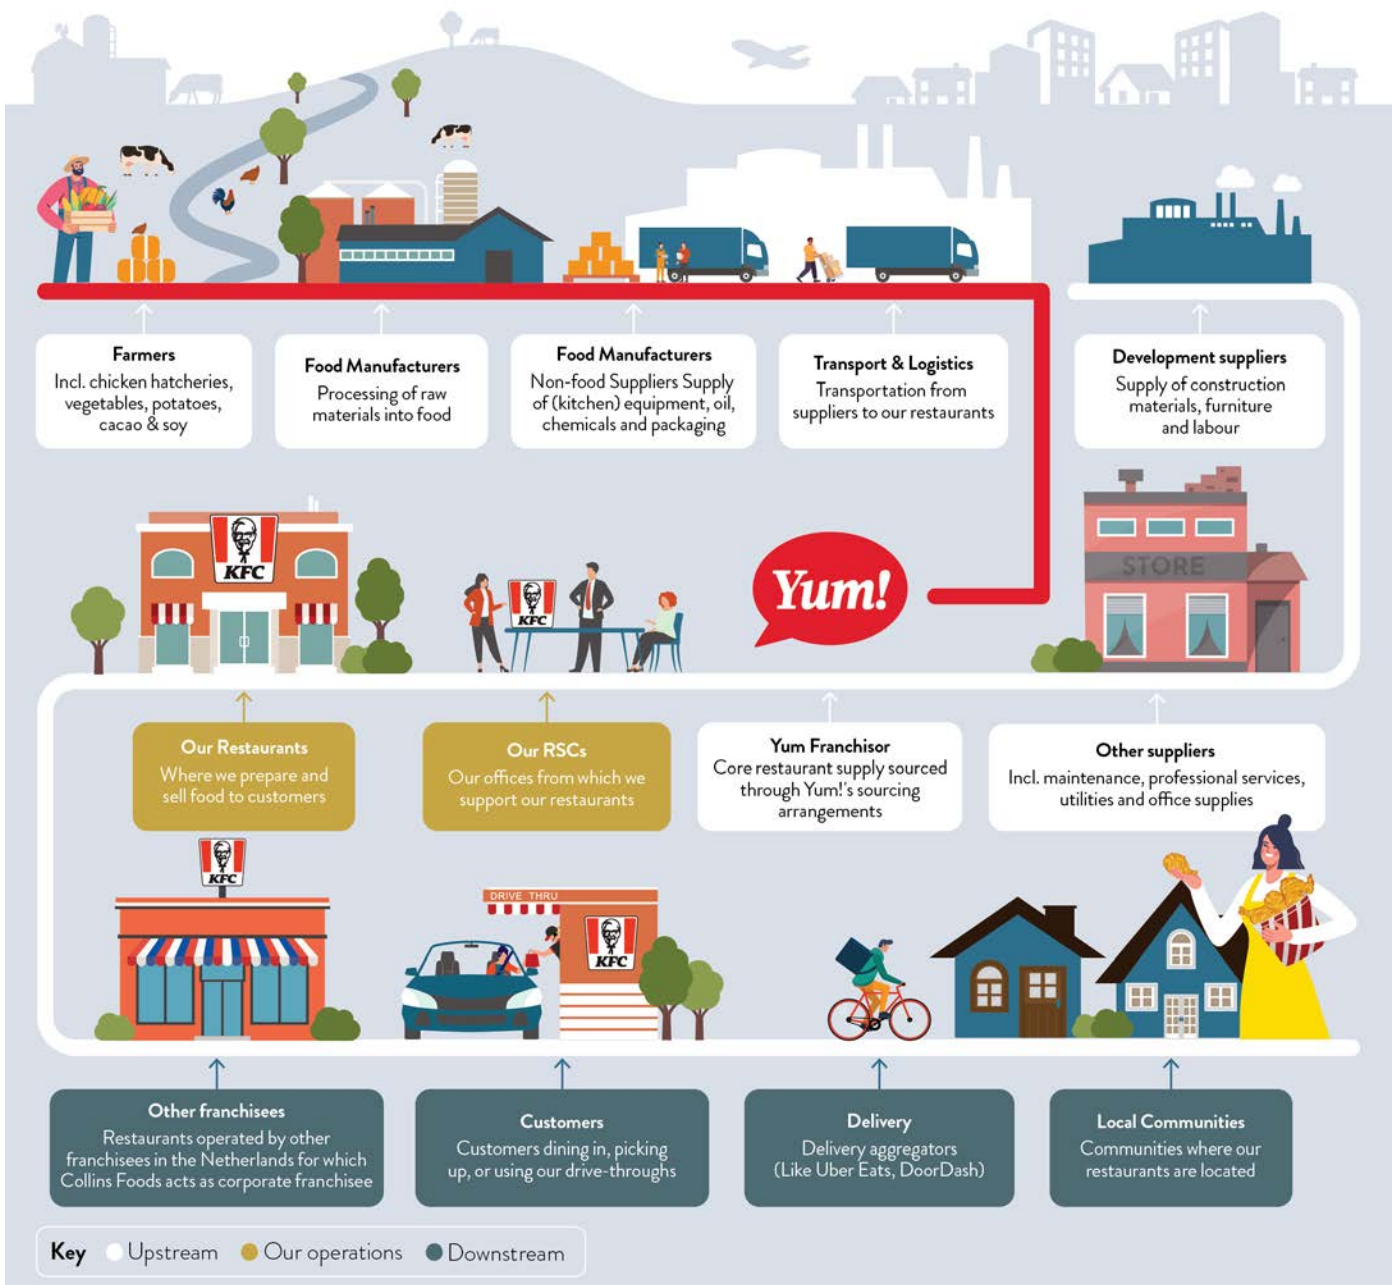 Farmers
Incl. chicken hatcheries,
vegetables, potatoes,
cacao & soy
Food Manufacturers
Processing of raw
materials into food
Food Manufacturers
Non-food Suppliers Supply
of (kitchen) equipment, oil,
chemicals and packaging
Transport & Logistics
Transportation from
suppliers to our restaurants
Development suppliers
Supply of construction
materials, furniture
and labour
KFC
KFC
Yum!
STORE
Our Restaurants
Where we prepare and
sell food to customers
Our RSCs
Our offices from which we
support our restaurants
Yum Franchisor
Core restaurant supply sourced
through Yum!'s sourcing
arrangements
Other suppliers
Incl. maintenance, professional services,
utilities and office supplies
KFC
DRIVE THRU
KFC
Other franchisees
Restaurants operated by other
franchisees in the Netherlands for which
Collins Foods acts as corporate franchisee
Customers
Customers dining in, picking
up, or using our drive-throughs
Delivery
Delivery aggregators
(Like Uber Eats, DoorDash)
Local Communities
Communities where our
restaurants are located
Key Upstream Our operations Downstream